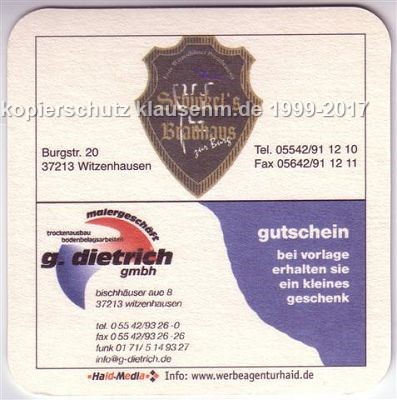 Schinkel's
Brauhaus
zur Burg
kopierschutz klausehm.de 1999-2017
Burgstr. 20
37213 Witzenhausen
Tel. 05542/91 12 10
Fax 05642/91 12 11
malergeschäft
trockenausbau
bodenbelagsarbeiten
g. dietrich
gmbh
bischhäuser aue 8
37213 witzenhausen
tel. 0 55 42/93 26-0
fax 0 55 42/93 26-26
funk 01 71/ 5 14 93 27
info@g-dietrich.de
gutschein
bei vorlage
erhalten sie
ein kleines
geschenk
Haid-Media Info: www.werbeagenturhaid.de